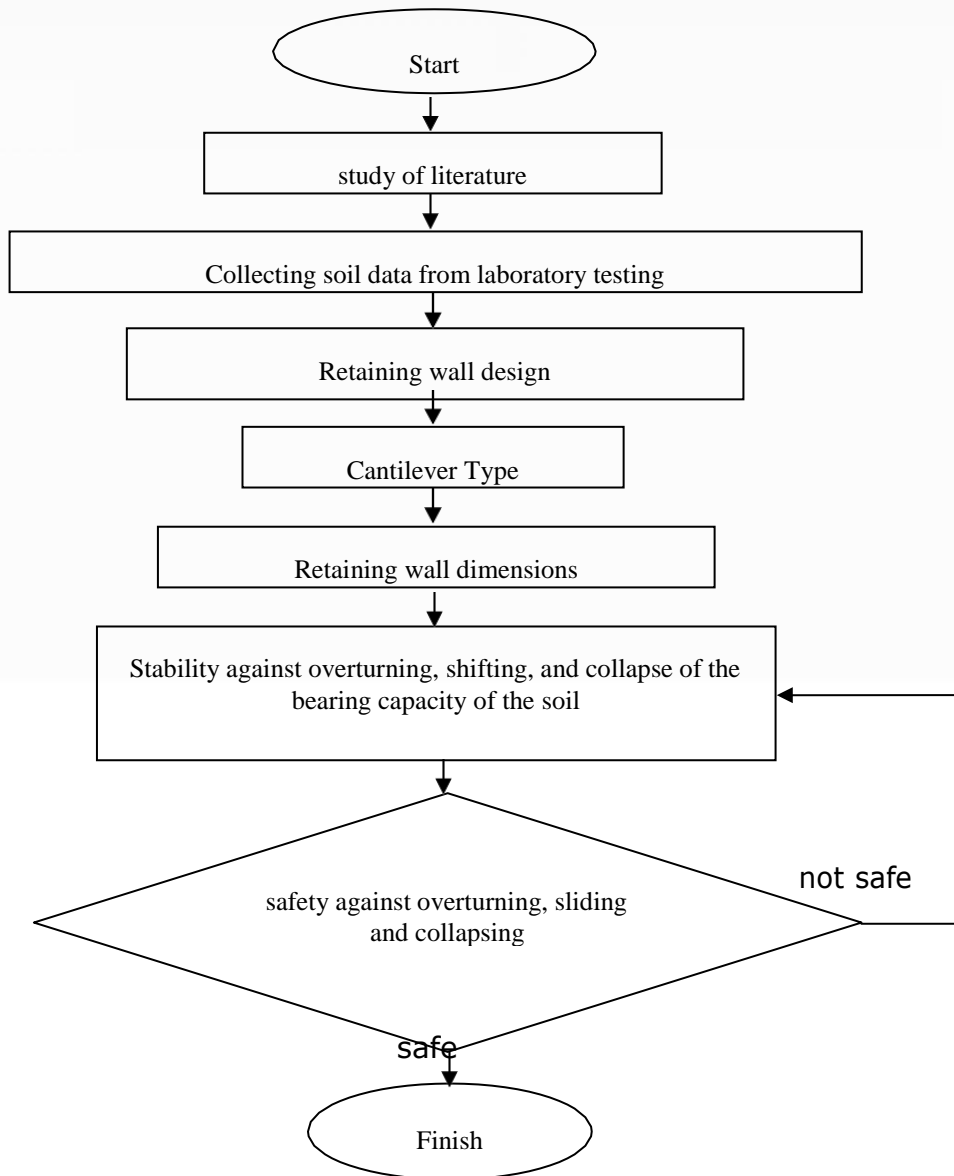 Start
study of literature
Collecting soil data from laboratory testing
Retaining wall design
Cantilever Type
Retaining wall dimensions
Stability against overturning, shifting, and collapse of the
bearing capacity of the soil
not safe
safety against overturning, sliding
and collapsing
safe
Finish